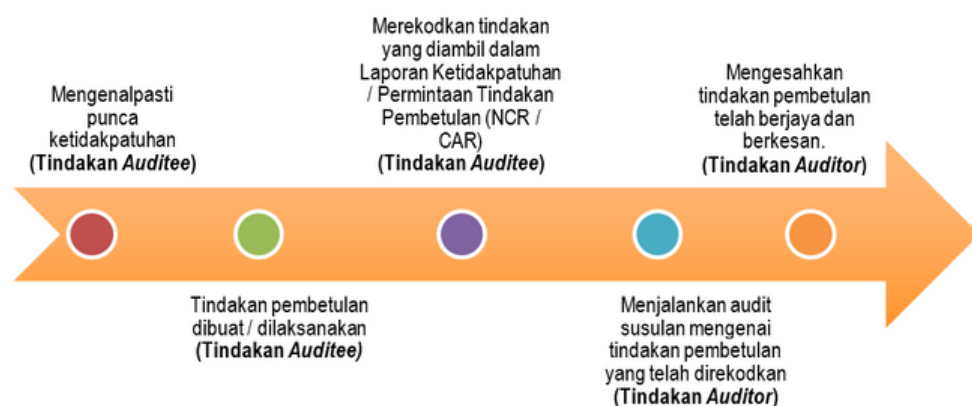 Mengenalpasti
punca
ketidakpatuhan
(Tindakan Auditee)
Tindakan pembetulan
dibuat / dilaksanakan
(Tindakan Auditee)
Merekodkan tindakan
yang diambil dalam
Laporan Ketidakpatuhan
/ Permintaan Tindakan
Pembetulan (NCR /
CAR)
(Tindakan Auditee)
Menjalankan audit
susulan mengenai
tindakan pembetulan
yang telah direkodkan
(Tindakan Auditor)
Mengesahkan
tindakan pembetulan
telah berjaya dan
berkesan.
(Tindakan Auditor)